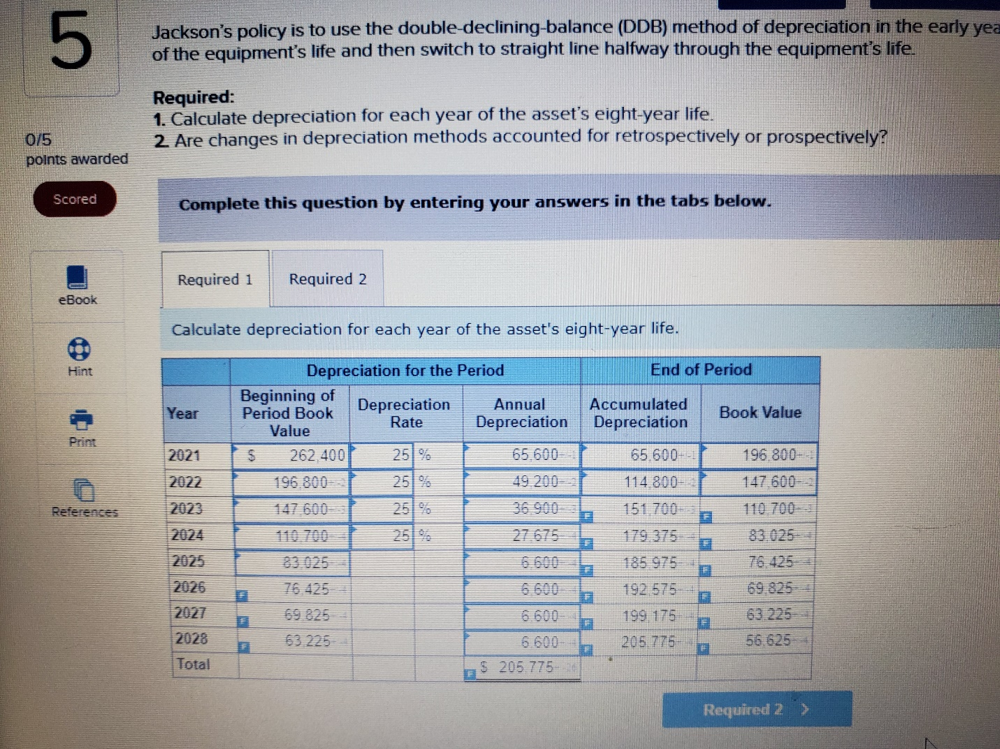 5
Jackson's policy is to use the double-declining-balance (DDB) method of depreciation in the early yea
of the equipment's life and then switch to straight line halfway through the equipment's life.
Required:
1. Calculate depreciation for each year of the asset's eight-year life.
2. Are changes in depreciation methods accounted for retrospectively or prospectively?
0/5
points awarded
Scored
Complete this question by entering your answers in the tabs below.
Required 1 Required 2
eBook
Calculate depreciation for each year of the asset's eight-year life.
Hint
Print
References
Depreciation for the Period End of Period
Year Beginning of Period Book Value Depreciation Rate Annual Depreciation Accumulated Depreciation Book Value
2021 $ 262,400 25 % 65,600 65,600 196,800
2022 196,800 25 % 49,200 114,800 147,600
2023 147,600 25 % 36,900 151,700 110,700
2024 110,700 25 % 27,675 179,375 83,025
2025 83,025 6,600 185,975 76,425
2026 76,425 6,600 192,575 69,825
2027 69,825 6,600 199,175 63,225
2028 63,225 6,600 205,775 56,625
Total $ 205,775
Required 2 >